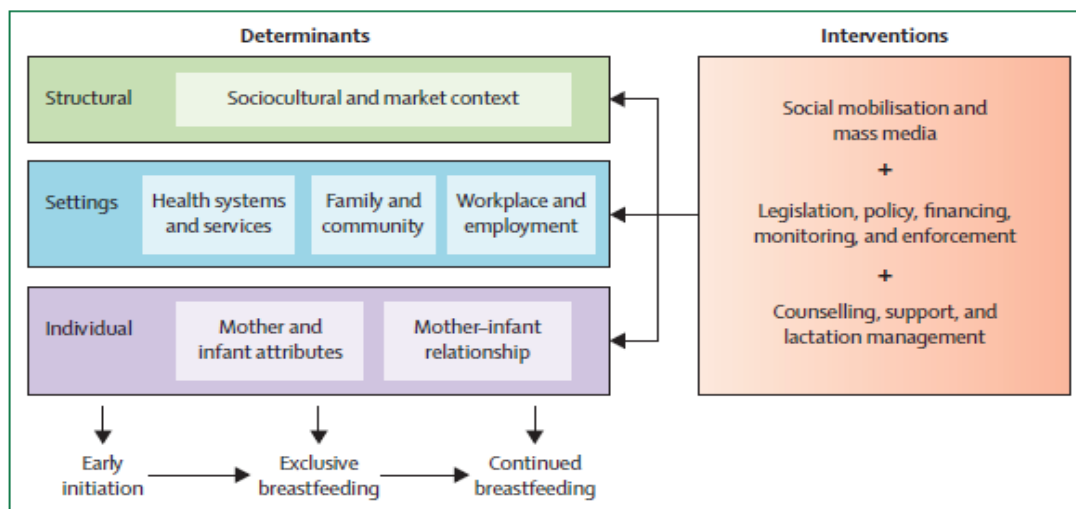 Determinants
Structural
Sociocultural and market context
Settings
Health systems
and services
Family and
community
Workplace and
employment
Individual
Mother and
infant attributes
Mother–infant
relationship
Early
initiation
Exclusive
breastfeeding
Continued
breastfeeding
Interventions
Social mobilisation and
mass media
+
Legislation, policy, financing,
monitoring, and enforcement
+
Counselling, support, and
lactation management